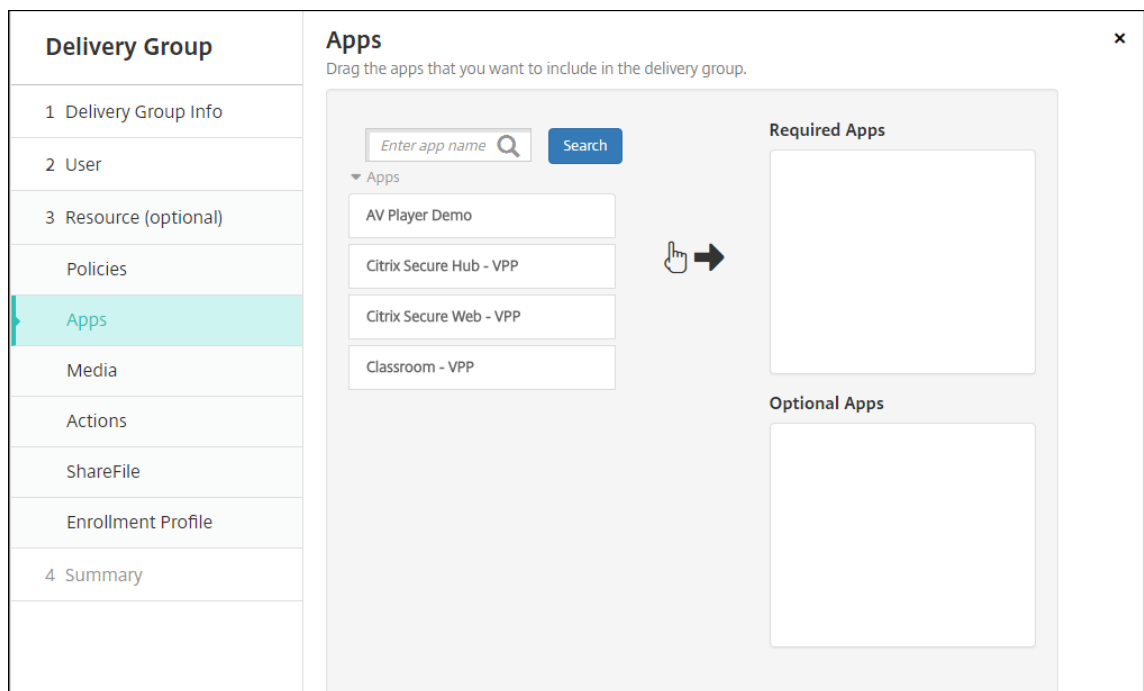 Delivery Group
1 Delivery Group Info
2 User
3 Resource (optional)
Policies
Apps
Media
Actions
ShareFile
Enrollment Profile
4 Summary
Apps
Drag the apps that you want to include in the delivery group.
Enter app name
Search
Apps
AV Player Demo
Citrix Secure Hub - VPP
Citrix Secure Web - VPP
Classroom - VPP
Required Apps
Optional Apps